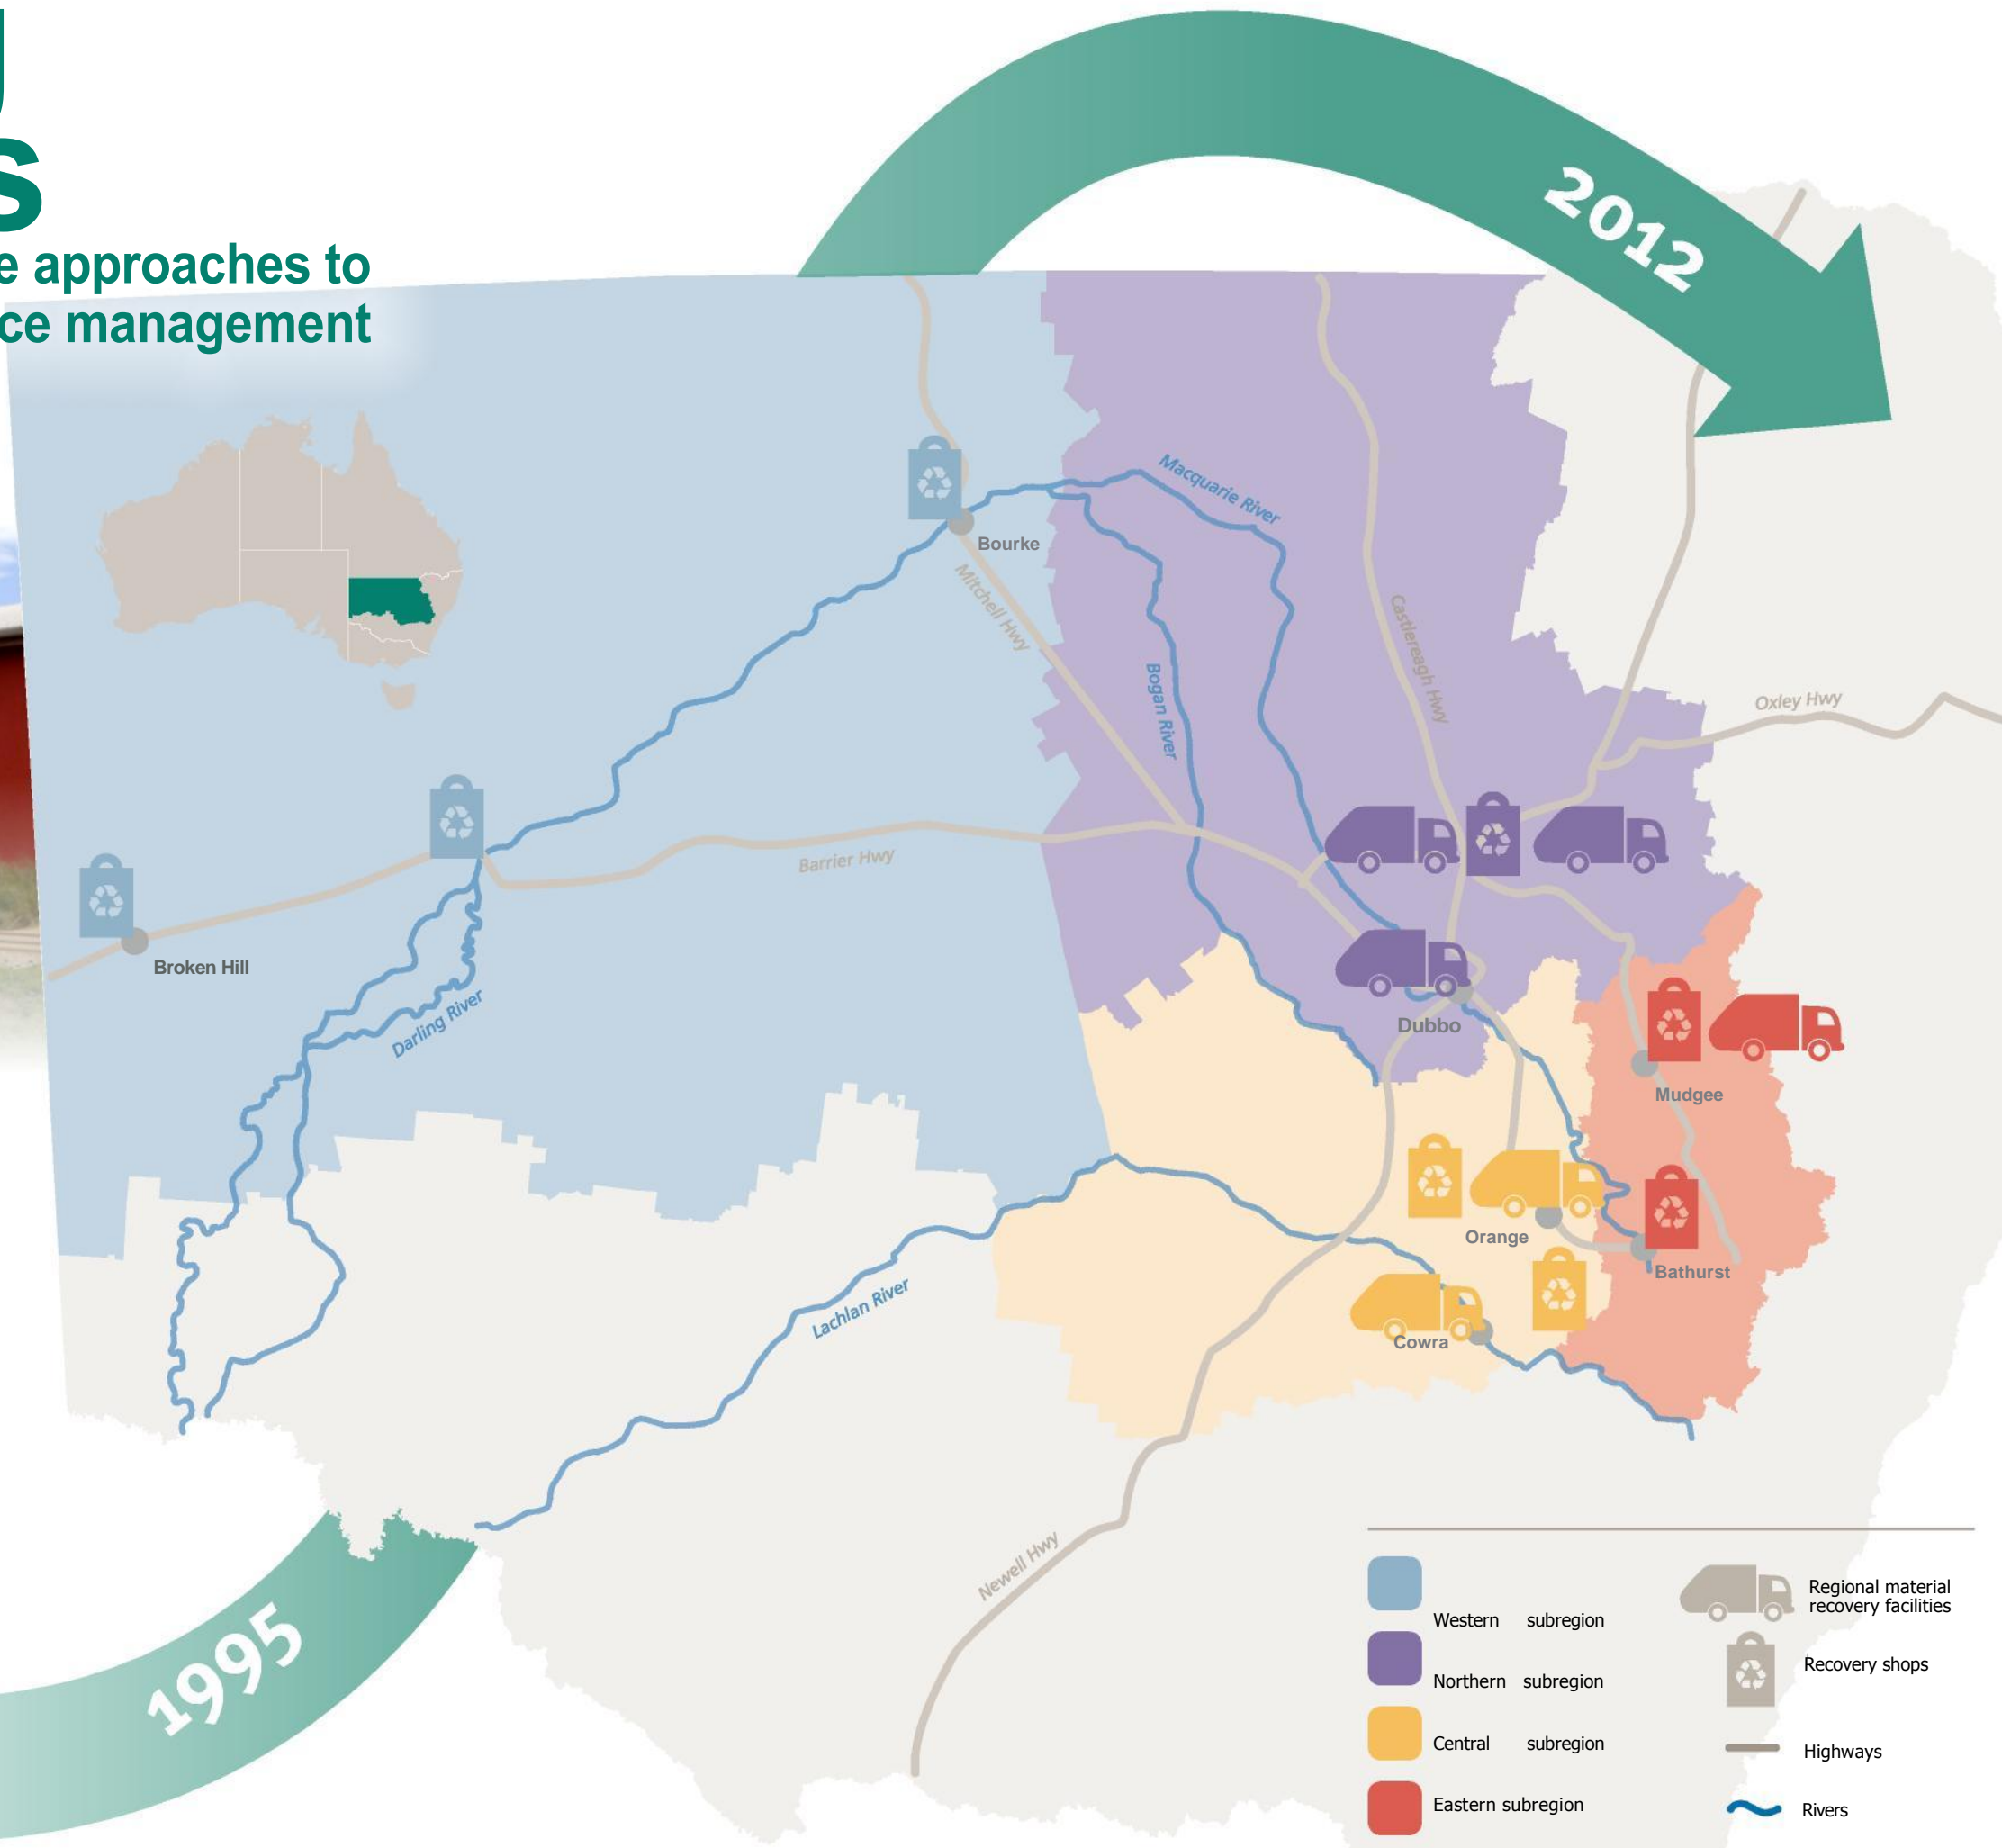 approaches to
management
2012
Macquarie River
Bourke
Mitchell Hwy
Castlereagh Hwy
Bogan River
Oxley Hwy
Barrier Hwy
Broken Hill
Darling River
Dubbo
Mudgee
Orange
Bathurst
Lachlan River
Cowra
Newell Hwy
1995
Western subregion
Northern subregion
Central subregion
Eastern subregion
Regional material
recovery facilities
Recovery shops
Highways
Rivers